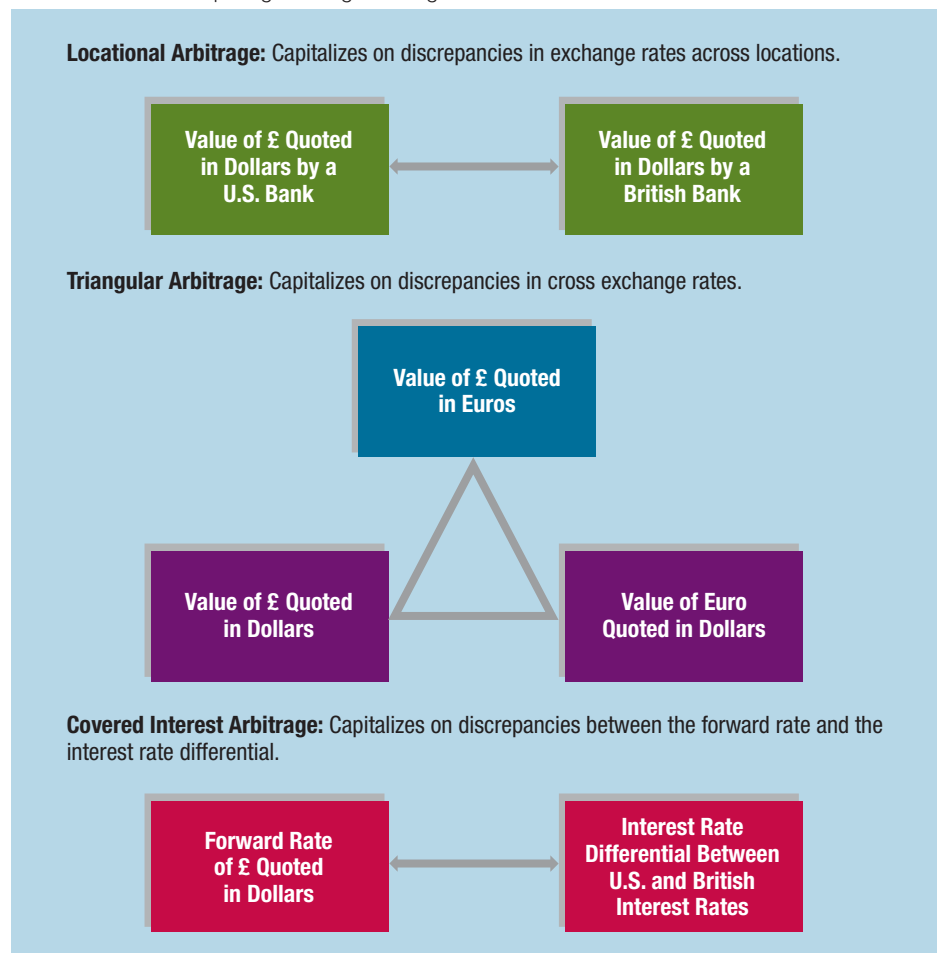 Locational Arbitrage: Capitalizes on discrepancies in exchange rates across locations.
Value of £ Quoted
in Dollars by a
U.S. Bank
Value of £ Quoted
in Dollars by a
British Bank
Triangular Arbitrage: Capitalizes on discrepancies in cross exchange rates.
Value of £ Quoted
in Euros
Value of £ Quoted
in Dollars
Value of Euro
Quoted in Dollars
Covered Interest Arbitrage: Capitalizes on discrepancies between the forward rate and the
interest rate differential.
Forward Rate
of £ Quoted
in Dollars
Interest Rate
Differential Between
U.S. and British
Interest Rates